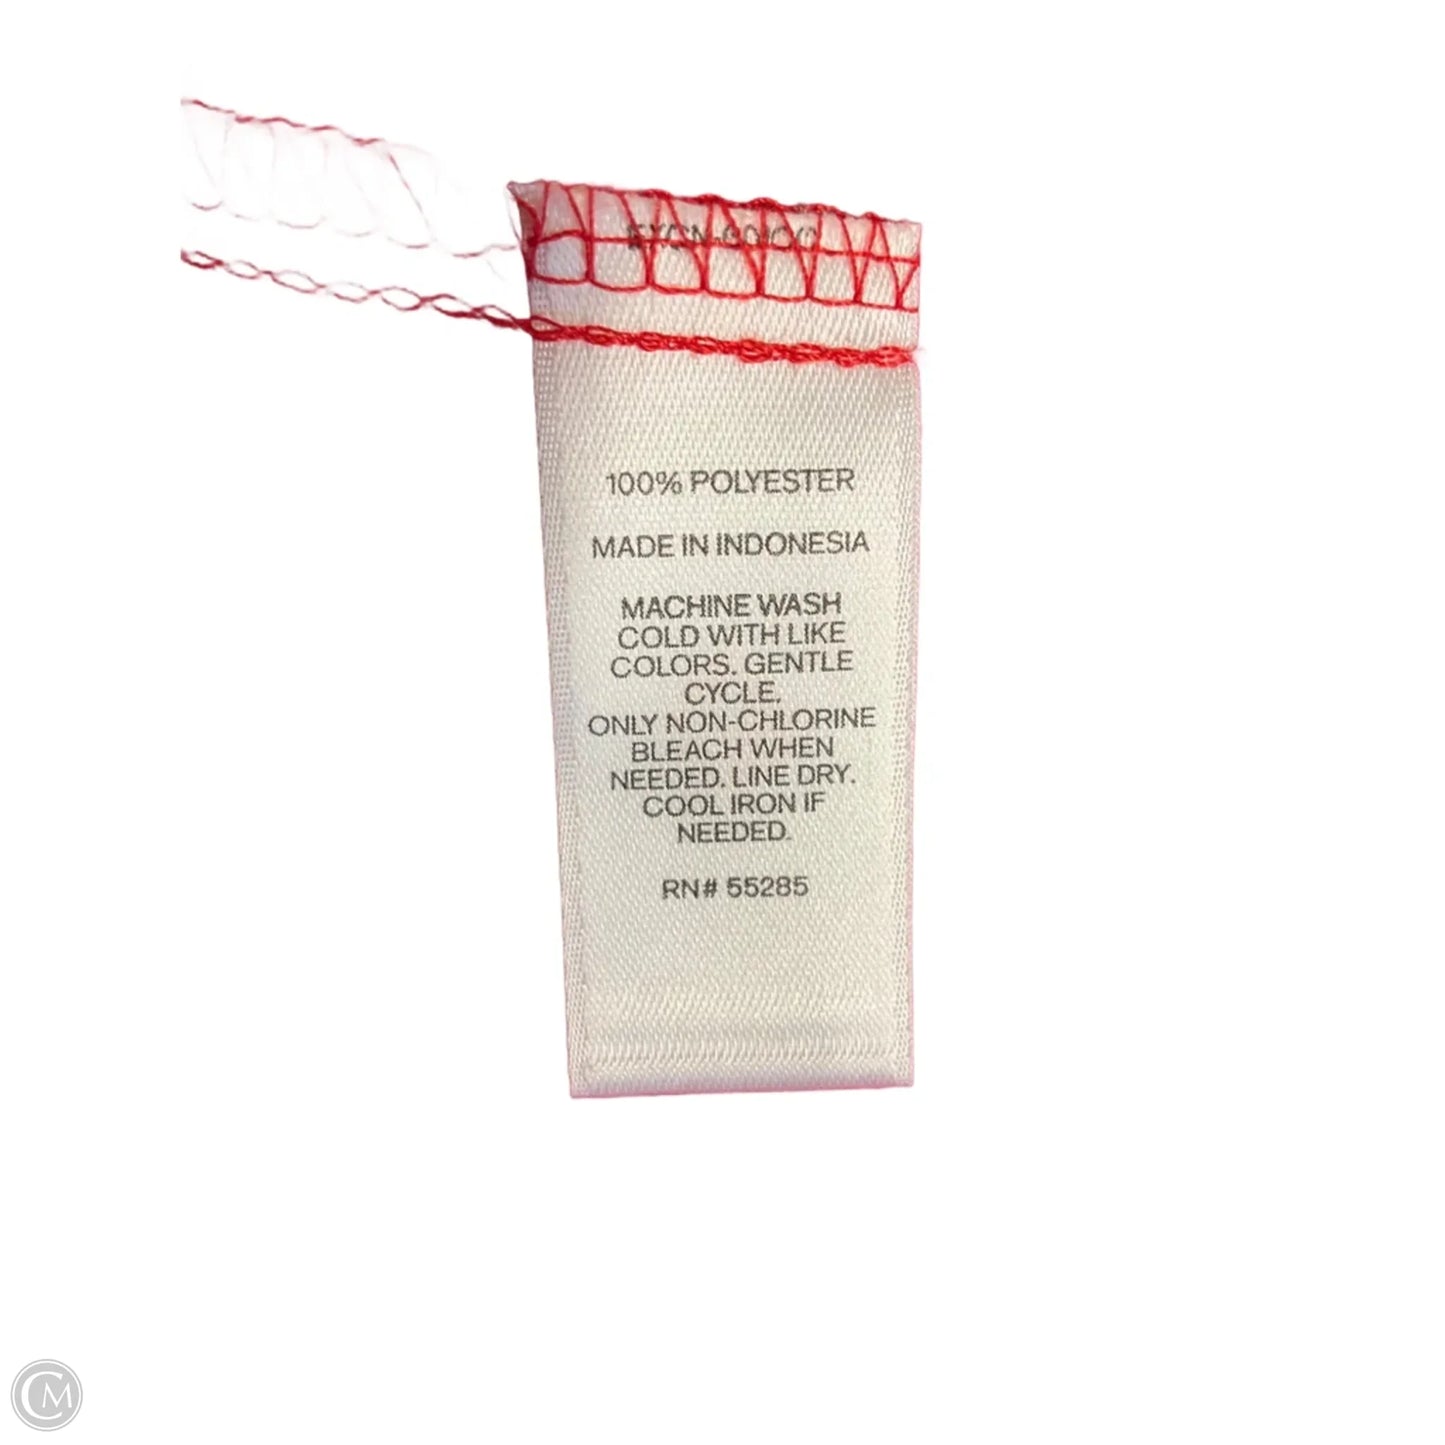 100% POLYESTER
MADE IN INDONESIA
MACHINE WASH
COLD WITH LIKE
COLORS. GENTLE
CYCLE.
ONLY NON-CHLORINE
BLEACH WHEN
NEEDED. LINE DRY.
COOL IRON IF
NEEDED.
RN# 55285
CM